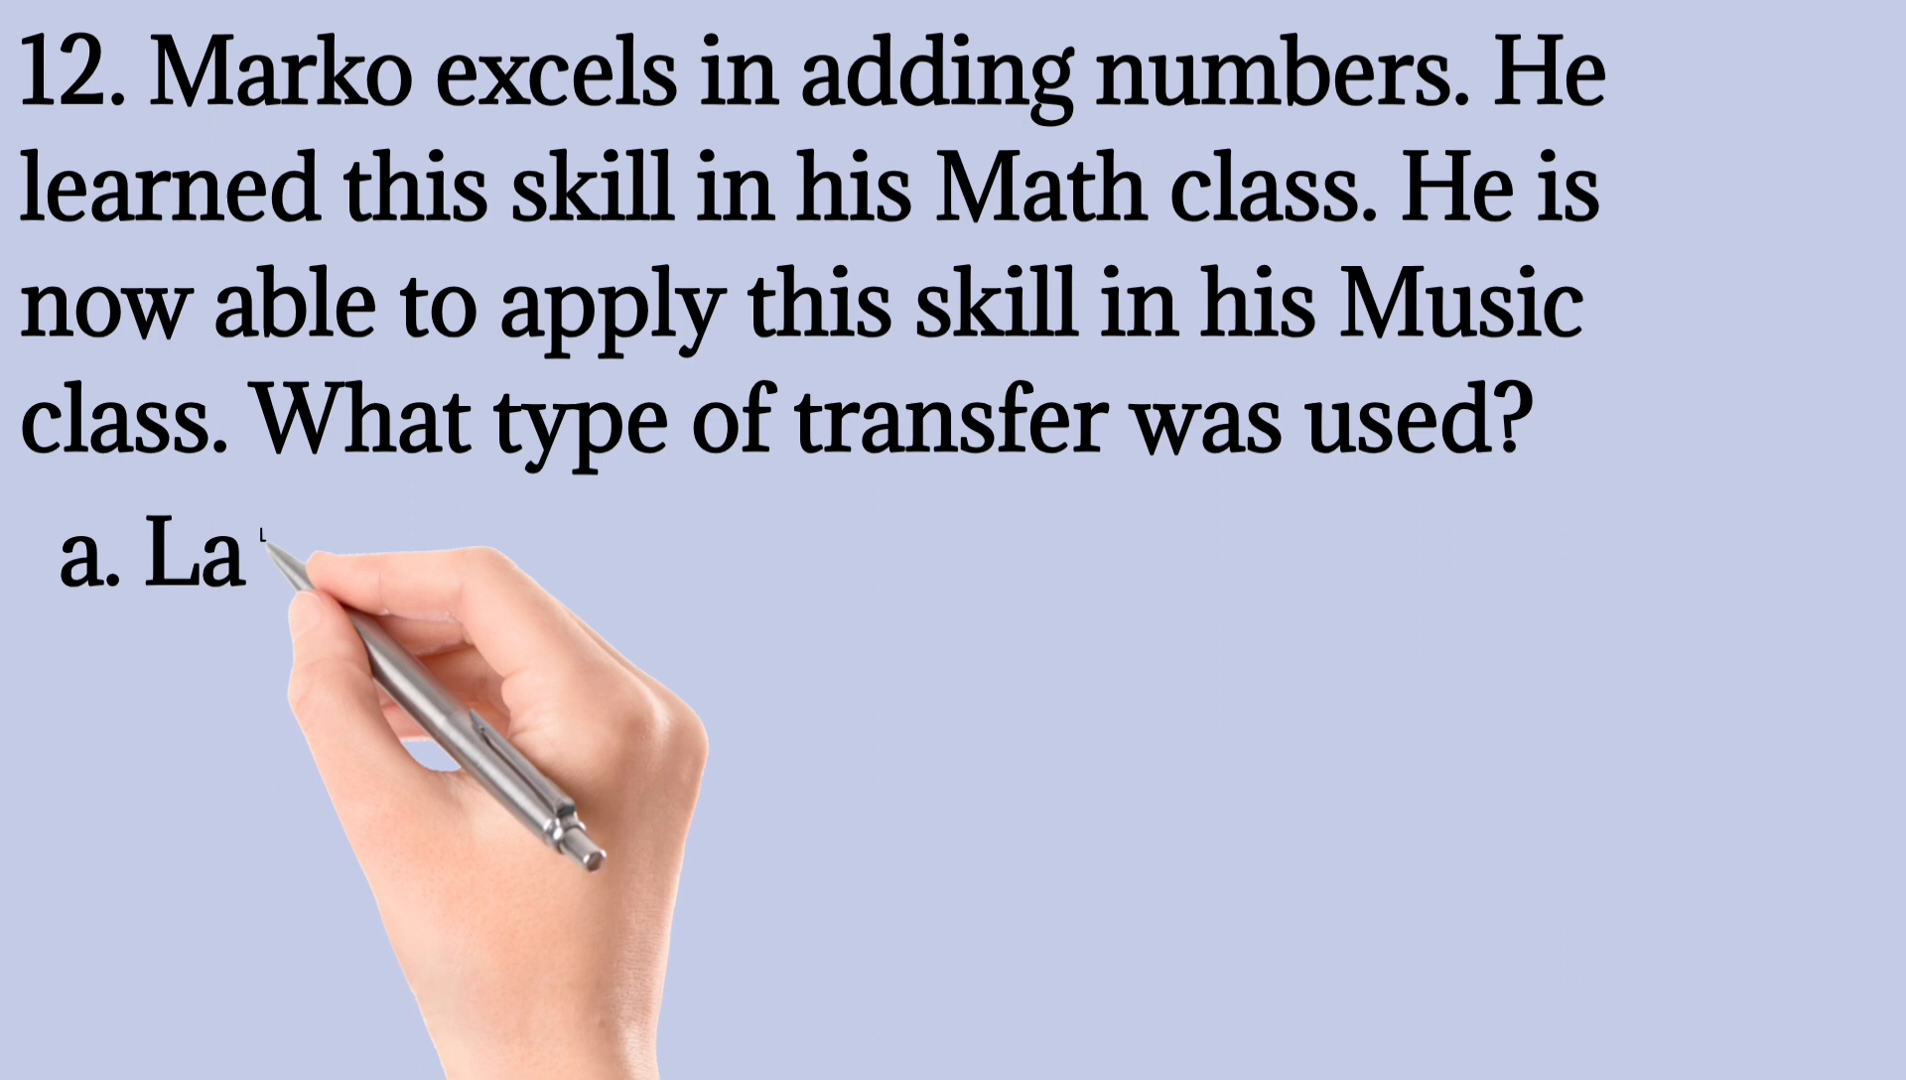 12. Marko excels in adding numbers. He
learned this skill in his Math class. He is
now able to apply this skill in his Music
class. What type of transfer was used?
a. La